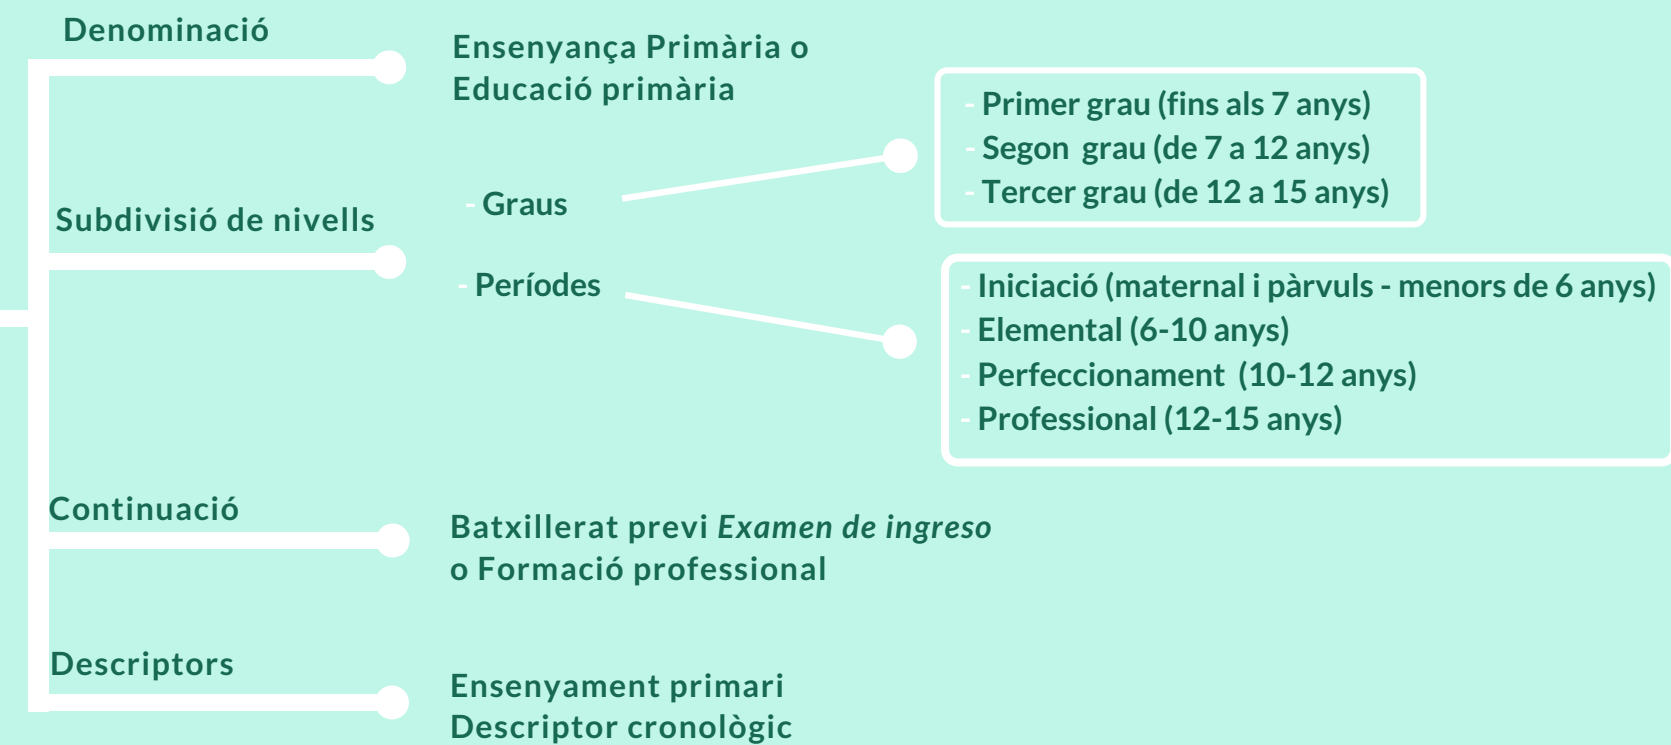 Denominació
Ensenyança Primària o
Educació primària
Subdivisió de nivells
- Graus
- Primer grau (fins als 7 anys)
- Segon grau (de 7 a 12 anys)
- Tercer grau (de 12 a 15 anys)
- Períodes
- Iniciació (maternal i pàrvuls - menors de 6 anys)
- Elemental (6-10 anys)
- Perfeccionament (10-12 anys)
- Professional (12-15 anys)
Continuació
Batxillerat previ Examen de ingreso
o Formació professional
Descriptors
Ensenyament primari
Descriptor cronològic